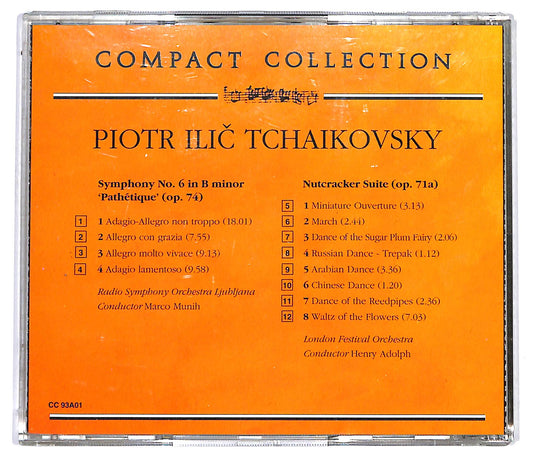 COMPACT COLLECTION
PIOTR ILIČ TCHAIKOVSKY
Symphony No. 6 in B minor
'Pathétique' (op. 74)
1 1 Adagio-Allegro non troppo (18.01)
2 2 Allegro con grazia (7.55)
3 3 Allegro molto vivace (9.13)
4 4 Adagio lamentoso (9.58)
Radio Symphony Orchestra Ljubljana
Conductor Marco Munih
Nutcracker Suite (op. 71a)
5 1 Miniature Ouverture (3.13)
6 2 March (2.44)
7 3 Dance of the Sugar Plum Fairy (2.06)
8 4 Russian Dance - Trepak (1.12)
9 5 Arabian Dance (3.36)
10 6 Chinese Dance (1.20)
11 7 Dance of the Reedpipes (2.36)
12 8 Waltz of the Flowers (7.03)
London Festival Orchestra
Conductor Henry Adolph
CC 93A01